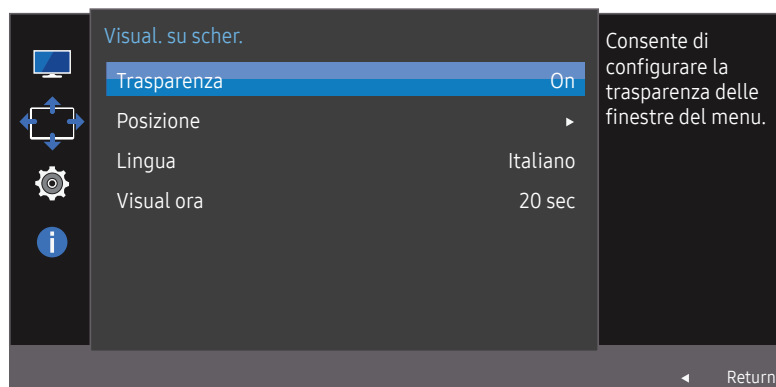 Visual. su scher.
Trasparenza On
Posizione ▸
Lingua Italiano
Visual ora 20 sec
Consente di
configurare la
trasparenza delle
finestre del menu.
◂ Return